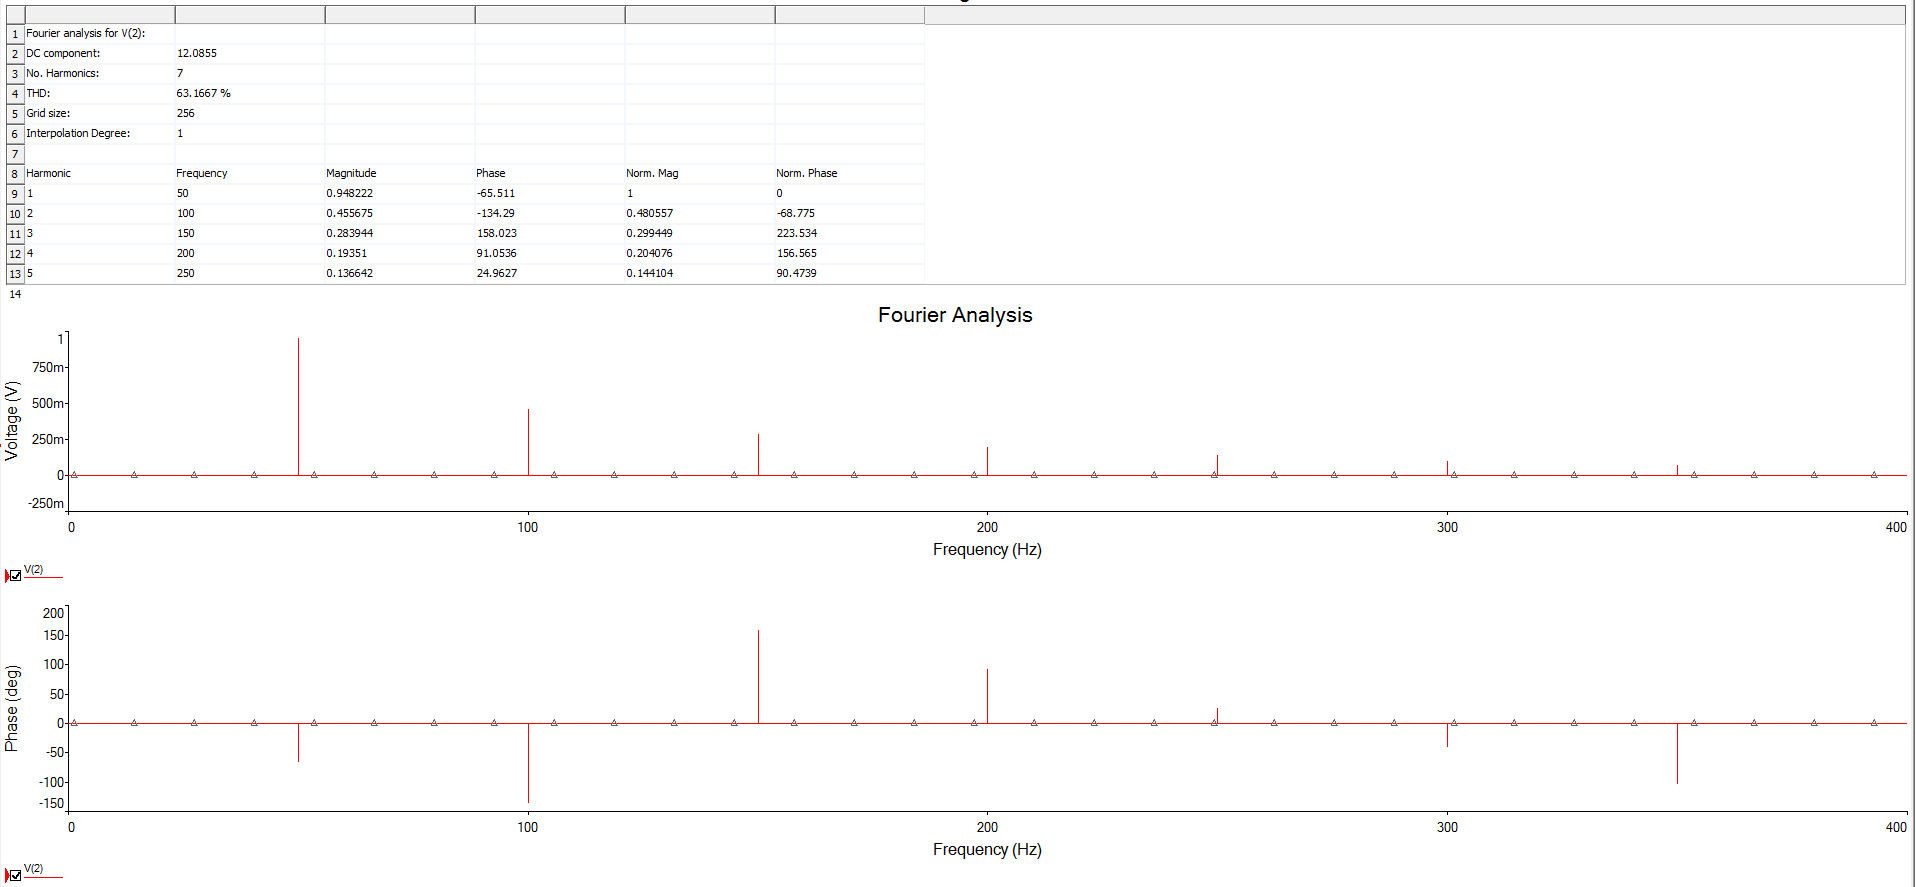 1 Fourier analysis for V(2):
2 DC component: 12.0855
3 No. Harmonics: 7
4 THD: 63.1667 %
5 Grid size: 256
6 Interpolation Degree: 1
7
8 Harmonic Frequency Magnitude Phase Norm. Mag Norm. Phase
9 1 50 0.948222 -65.511 1 0
10 2 100 0.455675 -134.29 0.480557 -68.775
11 3 150 0.283944 158.023 0.299449 223.534
12 4 200 0.19351 91.0536 0.204076 156.565
13 5 250 0.136642 24.9627 0.144104 90.4739
14
Fourier Analysis
Voltage (V)
1
750m
500m
250m
0
-250m
0 100 200 300 400
Frequency (Hz)
V(2)
Phase (deg)
200
150
100
50
0
-50
-100
-150
0 100 200 300 400
Frequency (Hz)
V(2)